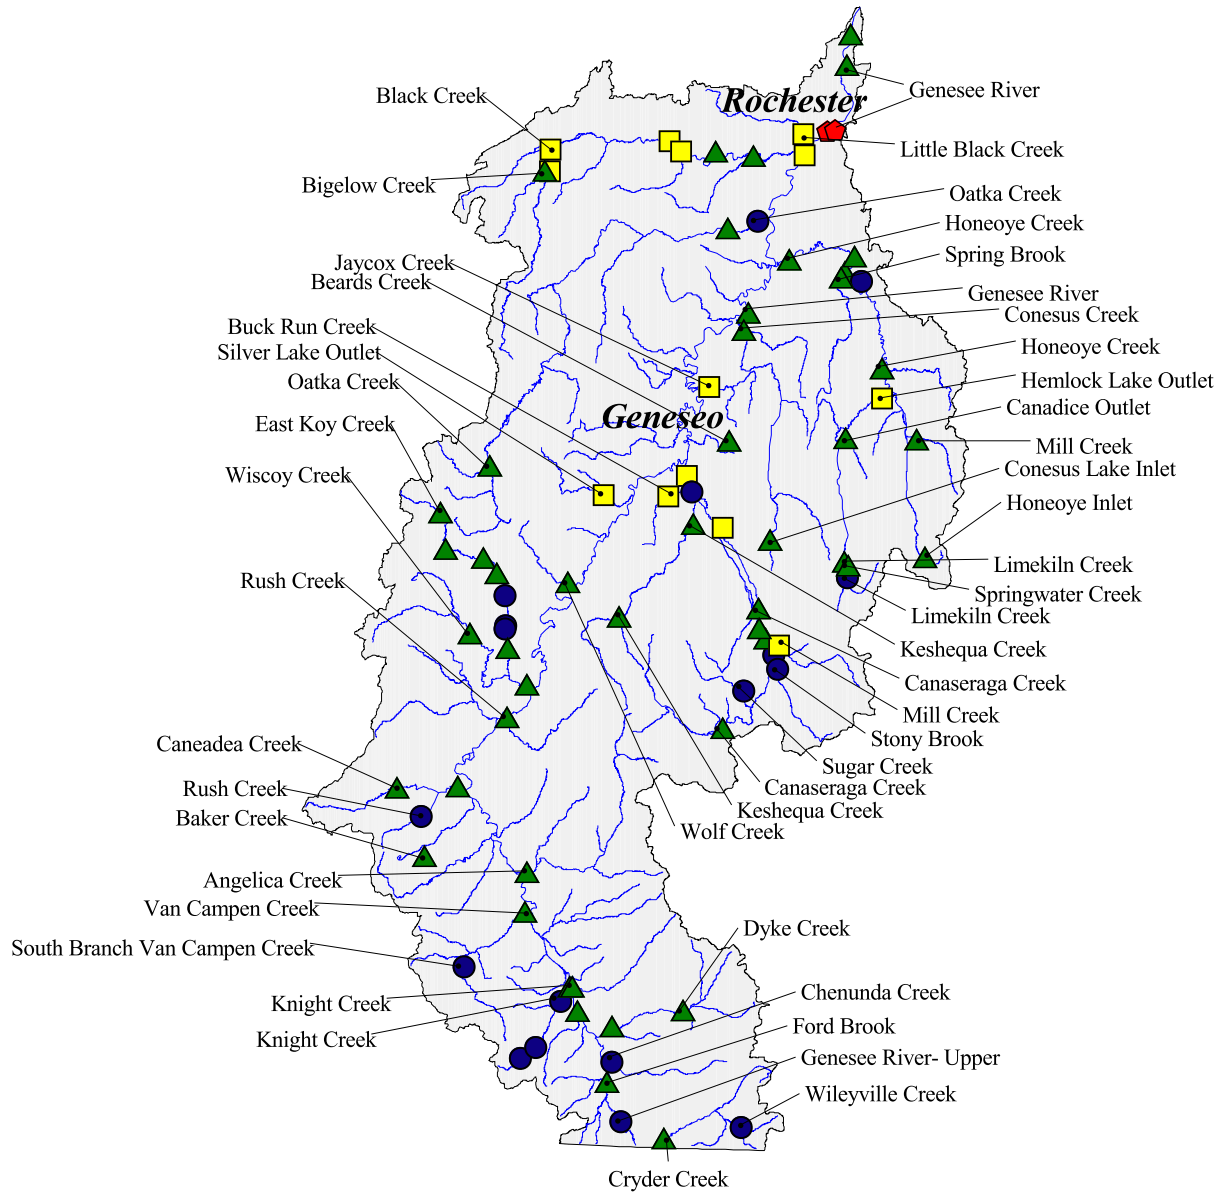 Rochester
Genesee River
Black Creek
Little Black Creek
Bigelow Creek
Oatka Creek
Honeoye Creek
Spring Brook
Jaycox Creek
Beards Creek
Genesee River
Conesus Creek
Buck Run Creek
Silver Lake Outlet
Honeoye Creek
Oatka Creek
Hemlock Lake Outlet
Canadice Outlet
Geneseo
East Koy Creek
Mill Creek
Conesus Lake Inlet
Wiscoy Creek
Honeoye Inlet
Limekiln Creek
Rush Creek
Springwater Creek
Limekiln Creek
Keshequa Creek
Canaseraga Creek
Mill Creek
Stony Brook
Caneadea Creek
Sugar Creek
Rush Creek
Canaseraga Creek
Keshequa Creek
Baker Creek
Wolf Creek
Angelica Creek
Van Campen Creek
Dyke Creek
South Branch Van Campen Creek
Chenunda Creek
Knight Creek
Ford Brook
Knight Creek
Genesee River- Upper
Wileyville Creek
Cryder Creek